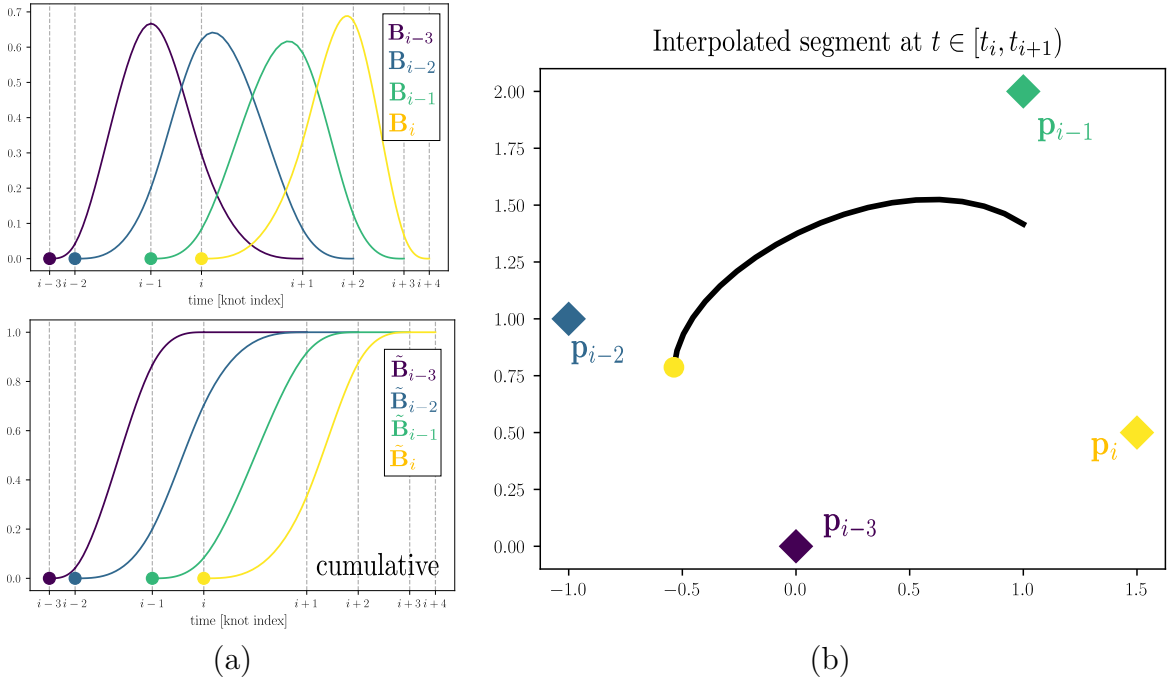 0.7
0.6
0.5
0.4
0.3
0.2
0.1
0.0
B_{i−3}
B_{i−2}
B_{i−1}
B_i
i − 3 i − 2 i − 1 i i + 1 i + 2 i + 3 i + 4
time [knot index]
1.0
0.8
0.6
0.4
0.2
0.0
B̃_{i−3}
B̃_{i−2}
B̃_{i−1}
B̃_i
cumulative
i − 3 i − 2 i − 1 i i + 1 i + 2 i + 3 i + 4
time [knot index]
(a)
Interpolated segment at t ∈ [t_i, t_{i+1})
2.00
1.75
1.50
1.25
1.00
0.75
0.50
0.25
0.00
p_{i−1}
p_{i−2}
p_i
p_{i−3}
−1.0 −0.5 0.0 0.5 1.0 1.5
(b)